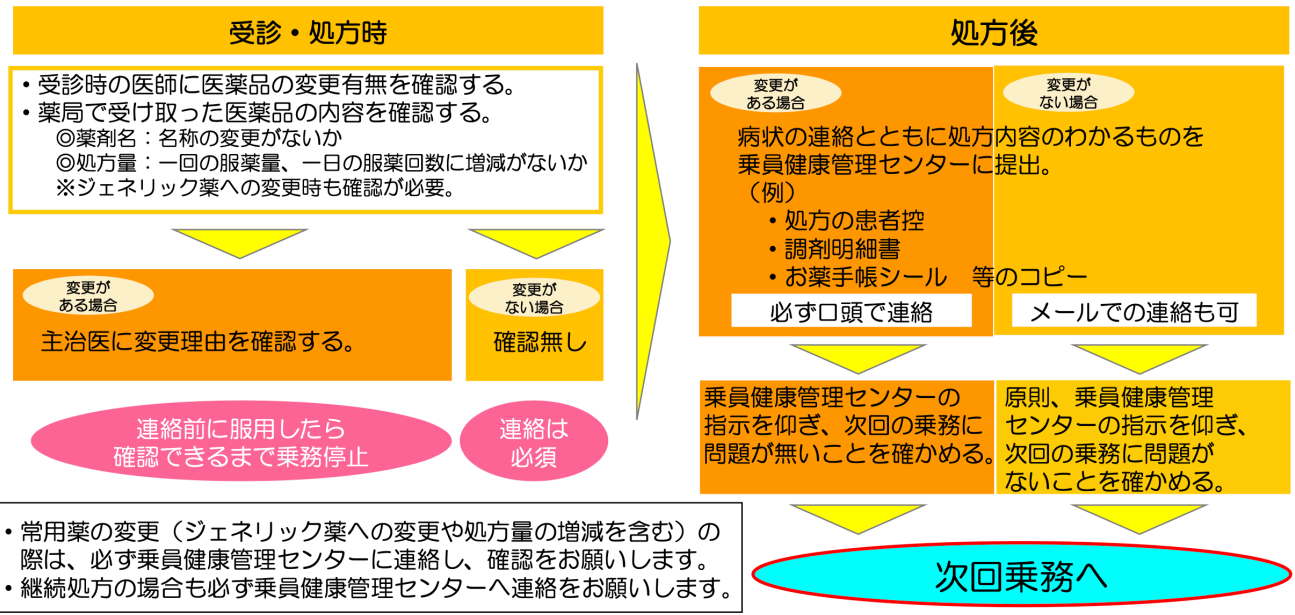 受診・処方時
・受診時の医師に医薬品の変更有無を確認する。
・薬局で受け取った医薬品の内容を確認する。
◎薬剤名：名称の変更がないか
◎処方量：一回の服薬量、一日の服薬回数に増減がないか
※ジェネリック薬への変更時も確認が必要。
変更が
ある場合
主治医に変更理由を確認する。
変更が
ない場合
確認無し
連絡前に服用したら
確認できるまで乗務停止
連絡は
必須
処方後
変更が
ある場合
変更が
ない場合
病状の連絡とともに処方内容のわかるものを
乗員健康管理センターに提出。
（例）
・処方の患者控
・調剤明細書
・お薬手帳シール　等のコピー
必ず口頭で連絡
メールでの連絡も可
乗員健康管理センターの
指示を仰ぎ、次回の乗務に
問題が無いことを確かめる。
原則、乗員健康管理
センターの指示を仰ぎ、
次回の乗務に問題が
ないことを確かめる。
次回乗務へ
・常用薬の変更（ジェネリック薬への変更や処方量の増減を含む）の
際は、必ず乗員健康管理センターに連絡し、確認をお願いします。
・継続処方の場合も必ず乗員健康管理センターへ連絡をお願いします。